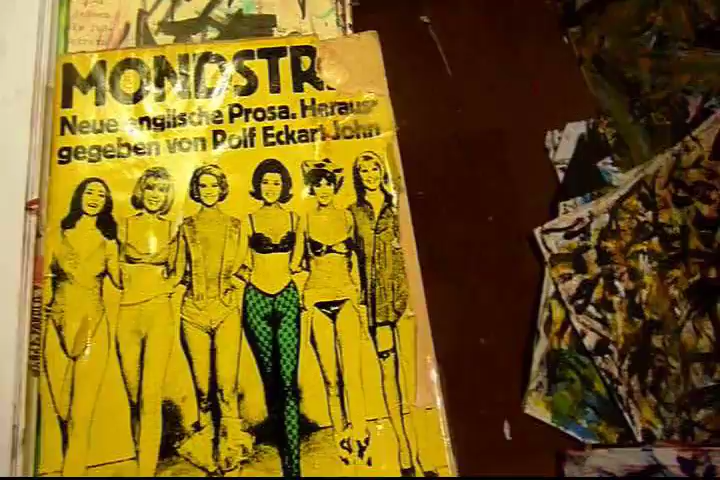 MONDSTR
Neue englische Prosa. Heraus-
gegeben von Rolf Eckart John